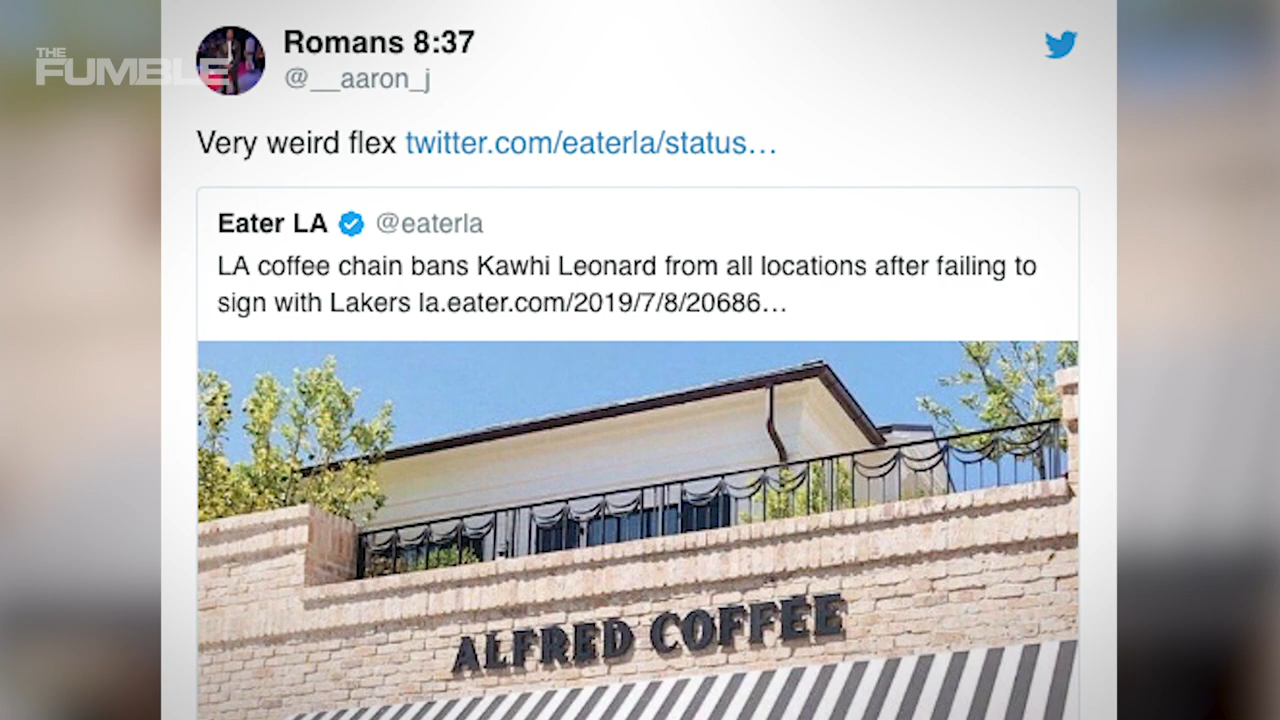 THE
FUMBLE
Romans 8:37
@__aaron_j
Very weird flex twitter.com/eaterla/status…
Eater LA @eaterla
LA coffee chain bans Kawhi Leonard from all locations after failing to
sign with Lakers la.eater.com/2019/7/8/20686…
ALFRED COFFEE